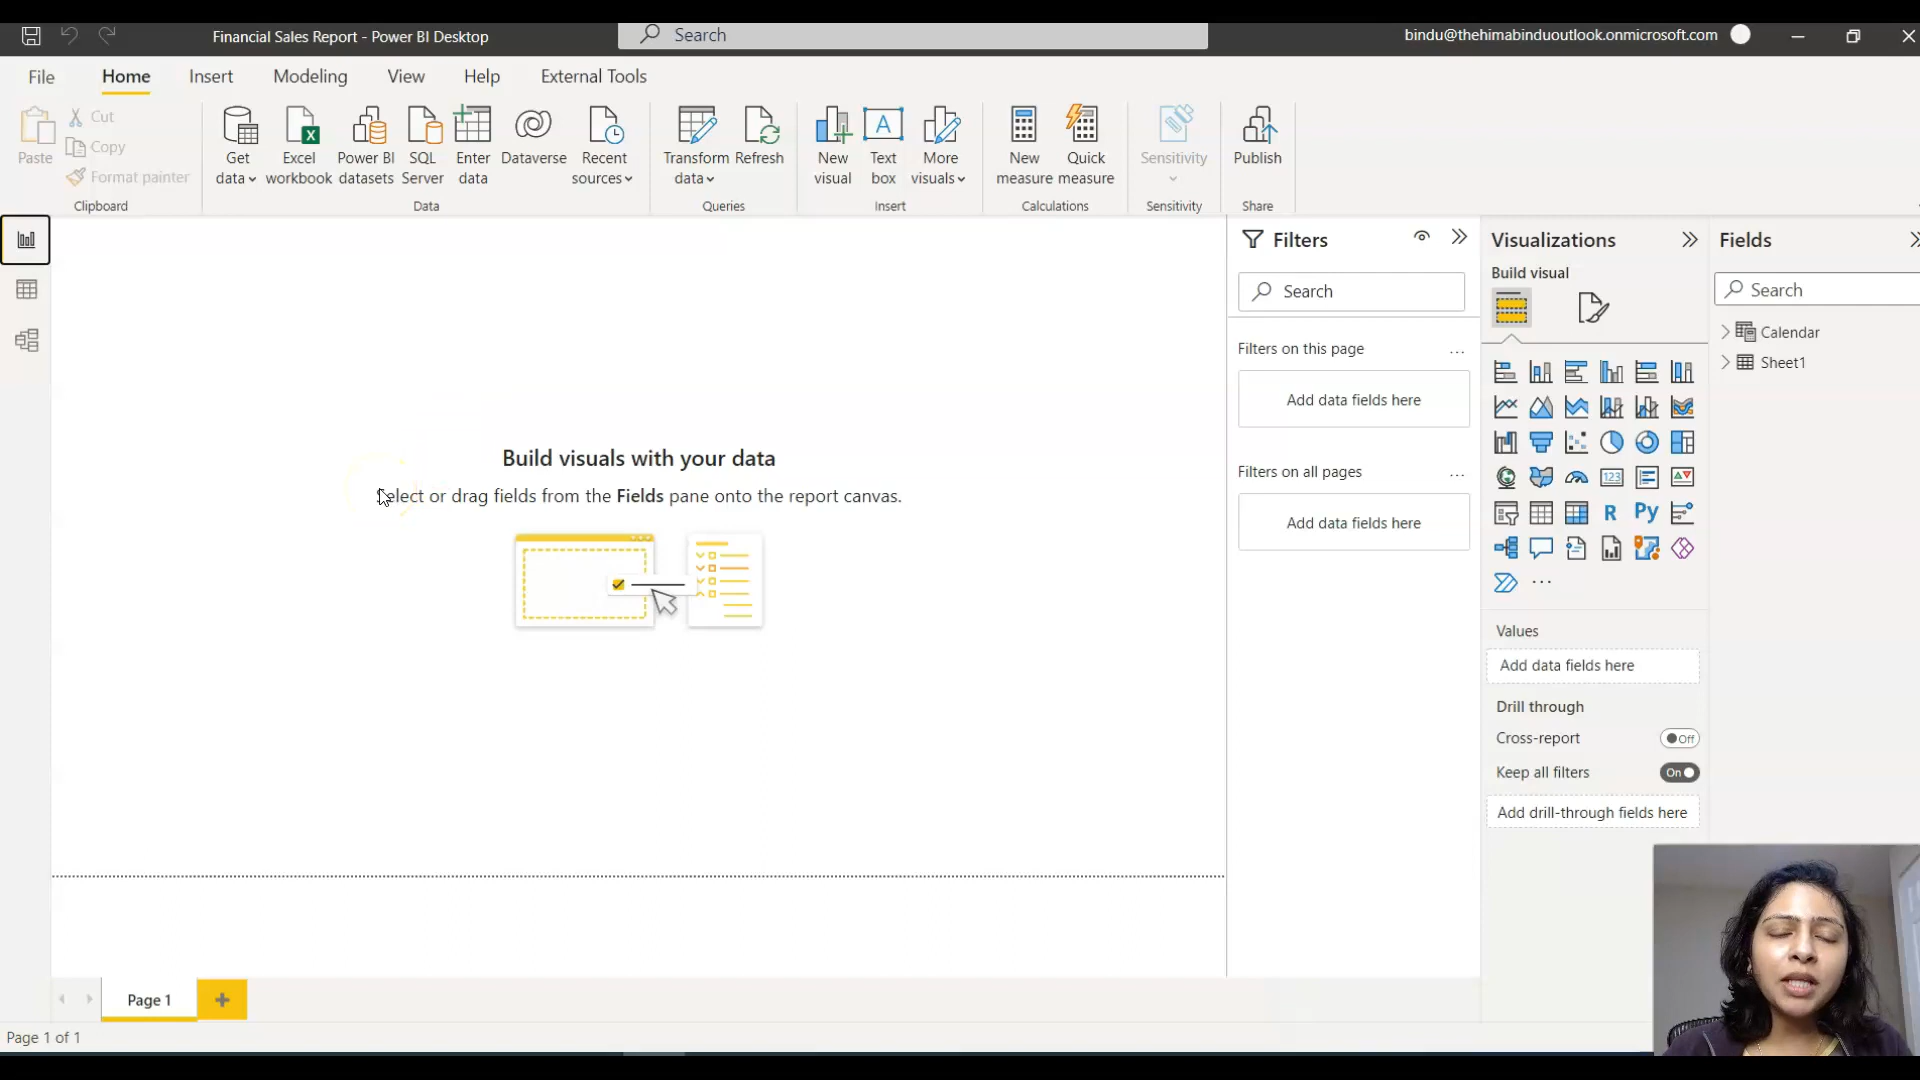 Financial Sales Report - Power BI Desktop
Search
bindu@thehimabinduoutlook.onmicrosoft.com
File Home Insert Modeling View Help External Tools
Paste
Cut
Copy
Format painter
Clipboard
Get data
Excel workbook
Power BI datasets
SQL Server
Enter data
Dataverse
Recent sources
Data
Transform data
Refresh
Queries
New visual
Text box
More visuals
Insert
New measure
Quick measure
Calculations
Sensitivity
Sensitivity
Publish
Share
Build visuals with your data
Select or drag fields from the Fields pane onto the report canvas.
Filters
Search
Filters on this page
...
Add data fields here
Filters on all pages
...
Add data fields here
Visualizations
Build visual
123
R
Py
...
Values
Add data fields here
Drill through
Cross-report
Off
Keep all filters
On
Add drill-through fields here
Fields
Search
Calendar
Sheet1
Page 1
Page 1 of 1